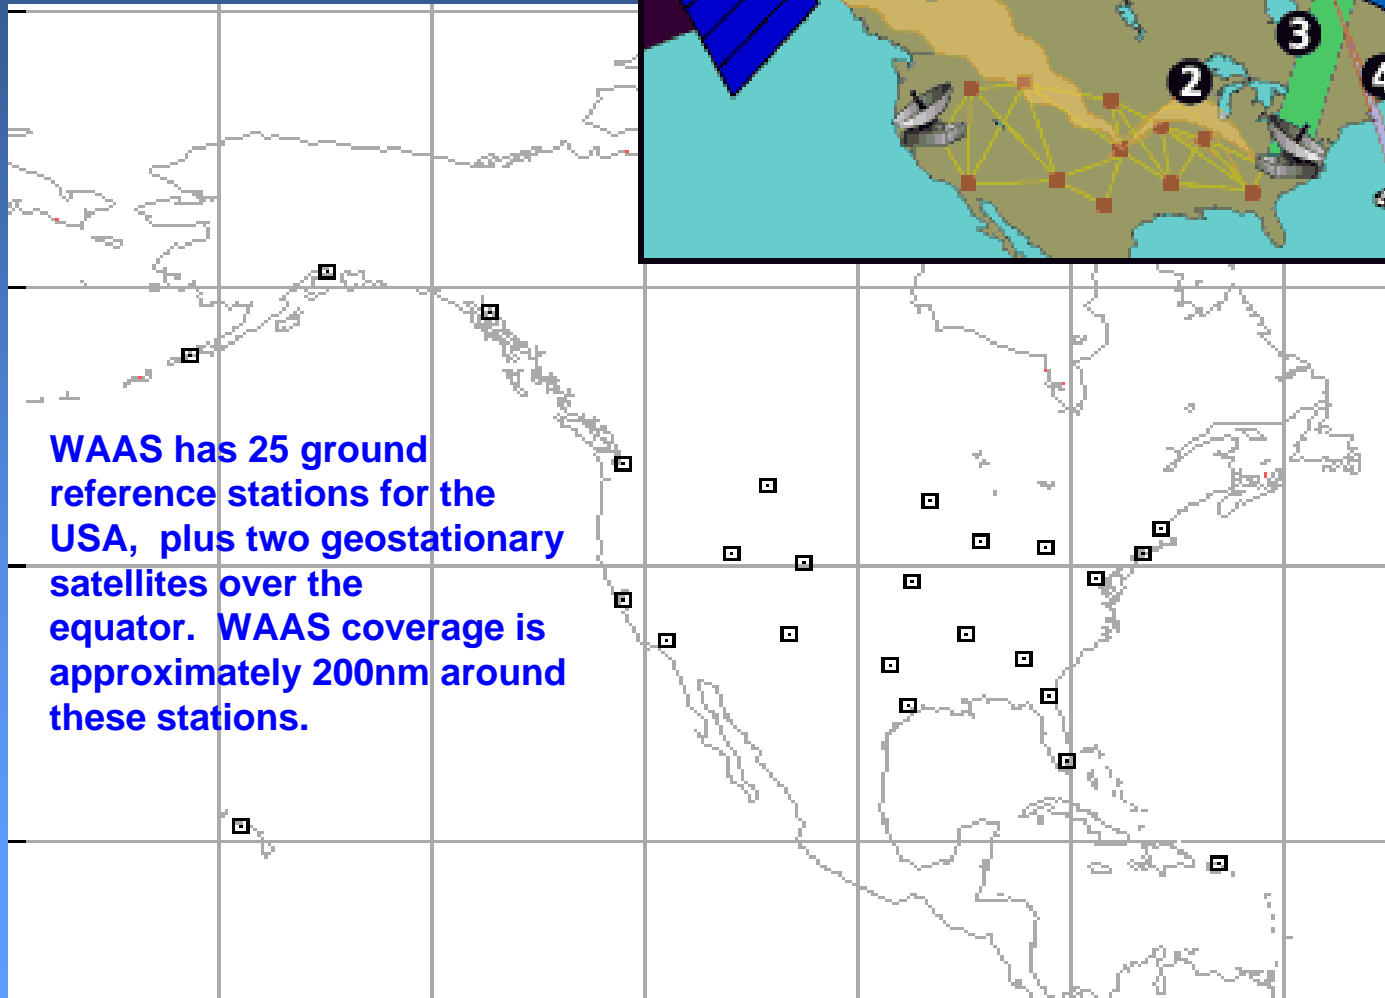 3
2
4
WAAS has 25 ground
reference stations for the
USA,  plus two geostationary
satellites over the
equator.  WAAS coverage is
approximately 200nm around
these stations.